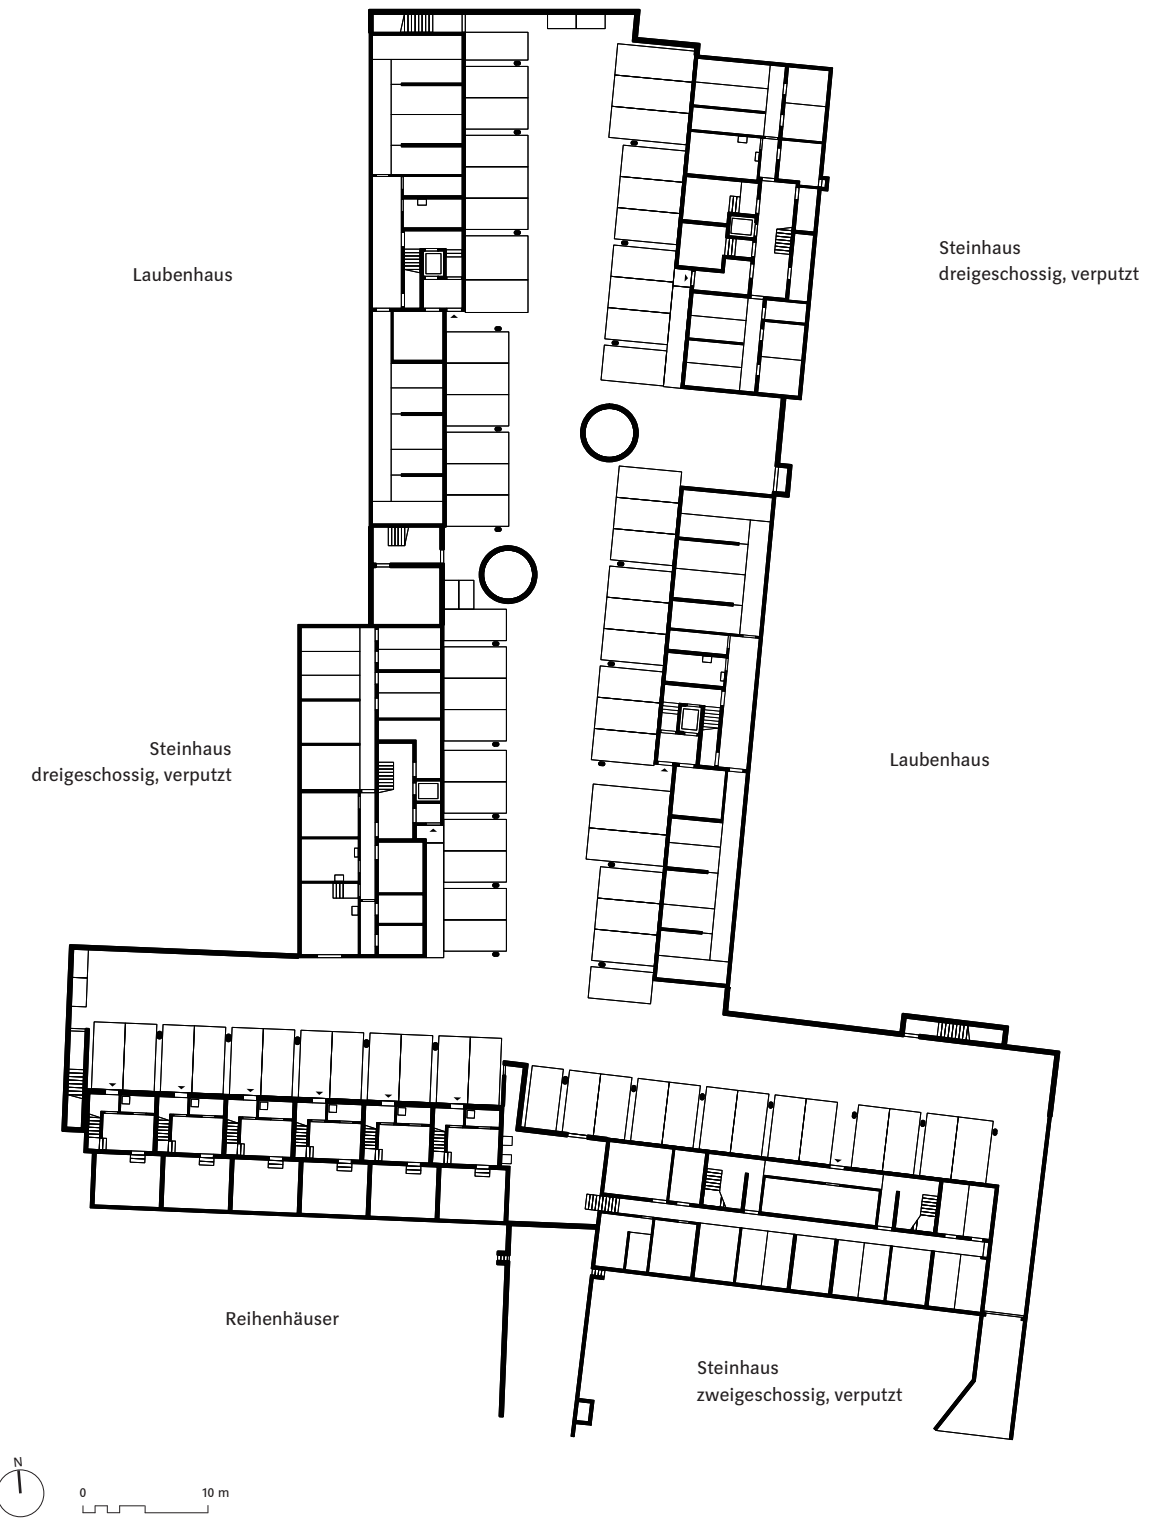 Laubenhaus
Steinhaus
dreigeschossig, verputzt
Steinhaus
dreigeschossig, verputzt
Laubenhaus
Reihenhäuser
Steinhaus
zweigeschossig, verputzt
N
0 10 m